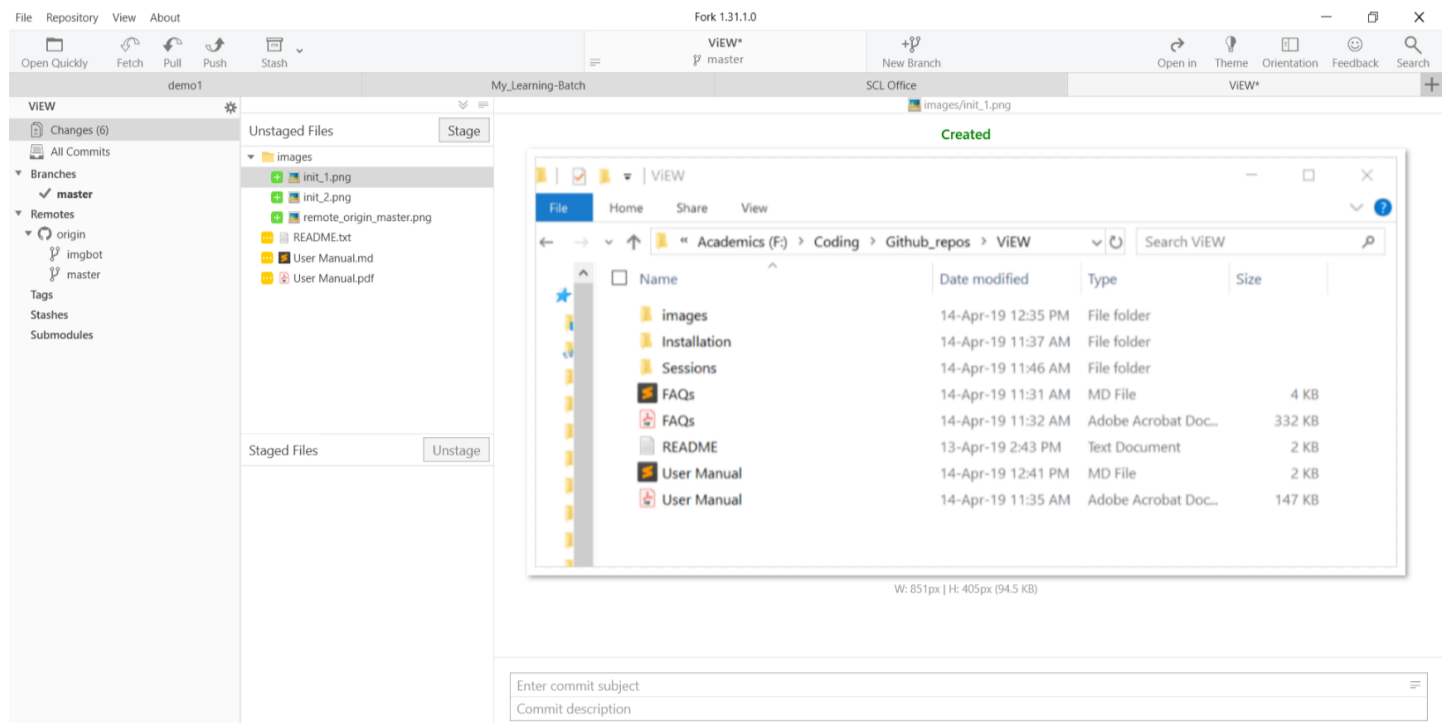 File Repository View About Fork 1.31.1.0
Open Quickly Fetch Pull Push Stash ViEW* master New Branch Open in Theme Orientation Feedback Search
demo1 My_Learning-Batch SCL Office ViEW*
ViEW
Changes (6)
All Commits
Branches
master
Remotes
origin
imgbot
master
Tags
Stashes
Submodules
Unstaged Files Stage
images
init_1.png
init_2.png
remote_origin_master.png
README.txt
User Manual.md
User Manual.pdf
Staged Files Unstage
images/init_1.png
Created
ViEW
File Home Share View
« Academics (F:) > Coding > Github_repos > ViEW Search ViEW
Name Date modified Type Size
images 14-Apr-19 12:35 PM File folder
Installation 14-Apr-19 11:37 AM File folder
Sessions 14-Apr-19 11:46 AM File folder
FAQs 14-Apr-19 11:31 AM MD File 4 KB
FAQs 14-Apr-19 11:32 AM Adobe Acrobat Doc... 332 KB
README 13-Apr-19 2:43 PM Text Document 2 KB
User Manual 14-Apr-19 12:41 PM MD File 2 KB
User Manual 14-Apr-19 11:35 AM Adobe Acrobat Doc... 147 KB
W: 851px | H: 405px (94.5 KB)
Enter commit subject
Commit description